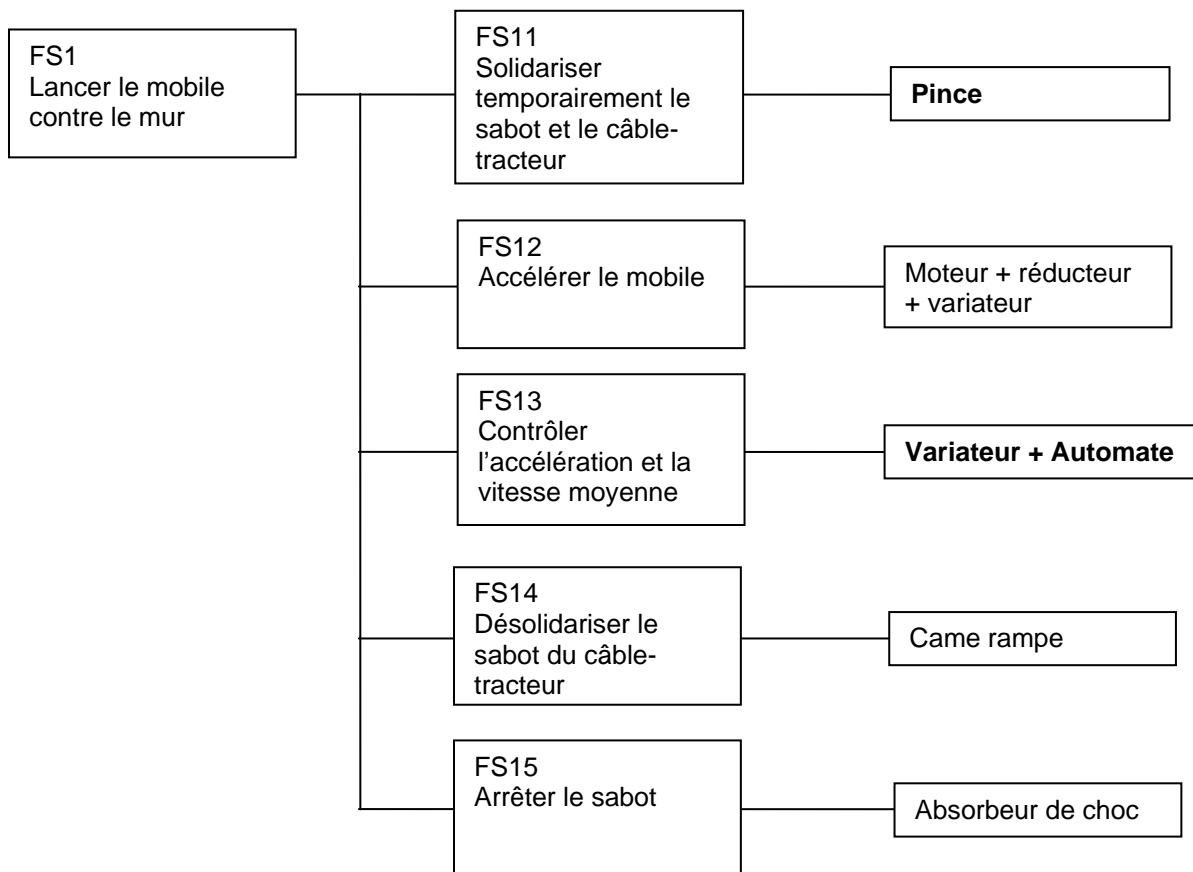 FS1
Lancer le mobile
contre le mur
FS11
Solidariser
temporairement le
sabot et le câble-
tracteur
Pince
FS12
Accélérer le mobile
Moteur + réducteur
+ variateur
FS13
Contrôler
l’accélération et la
vitesse moyenne
Variateur + Automate
FS14
Désolidariser le
sabot du câble-
tracteur
Came rampe
FS15
Arrêter le sabot
Absorbeur de choc